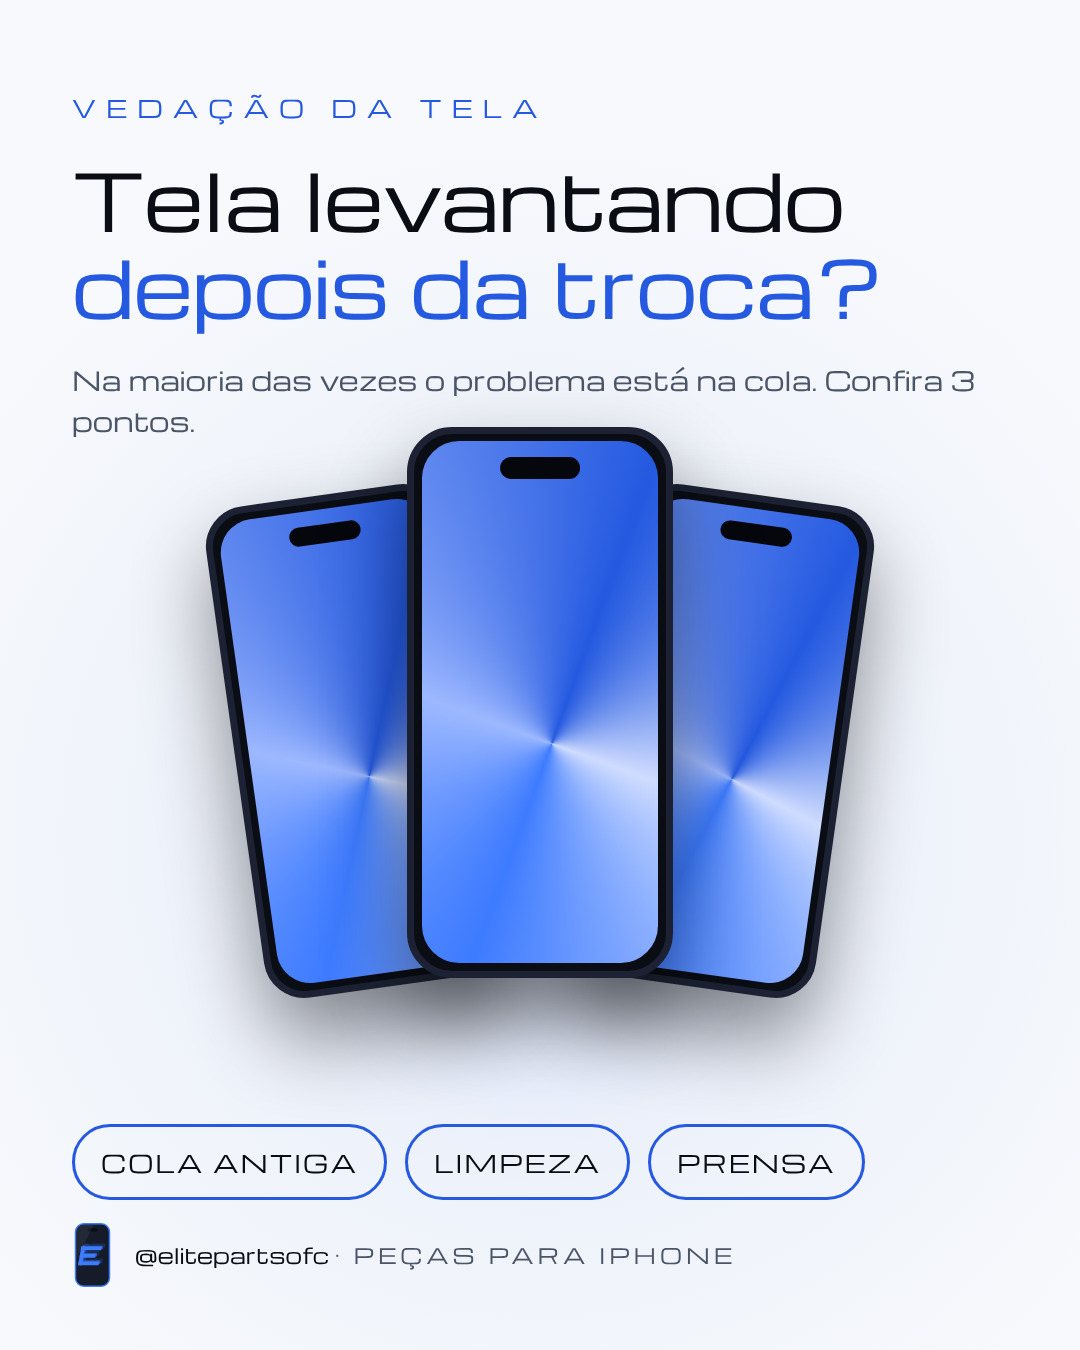 VEDAÇÃO DA TELA
Tela levantando
depois da troca?
Na maioria das vezes o problema está na cola. Confira 3
pontos.
COLA ANTIGA
LIMPEZA
PRENSA
E
@elitepartsofc · PEÇAS PARA IPHONE